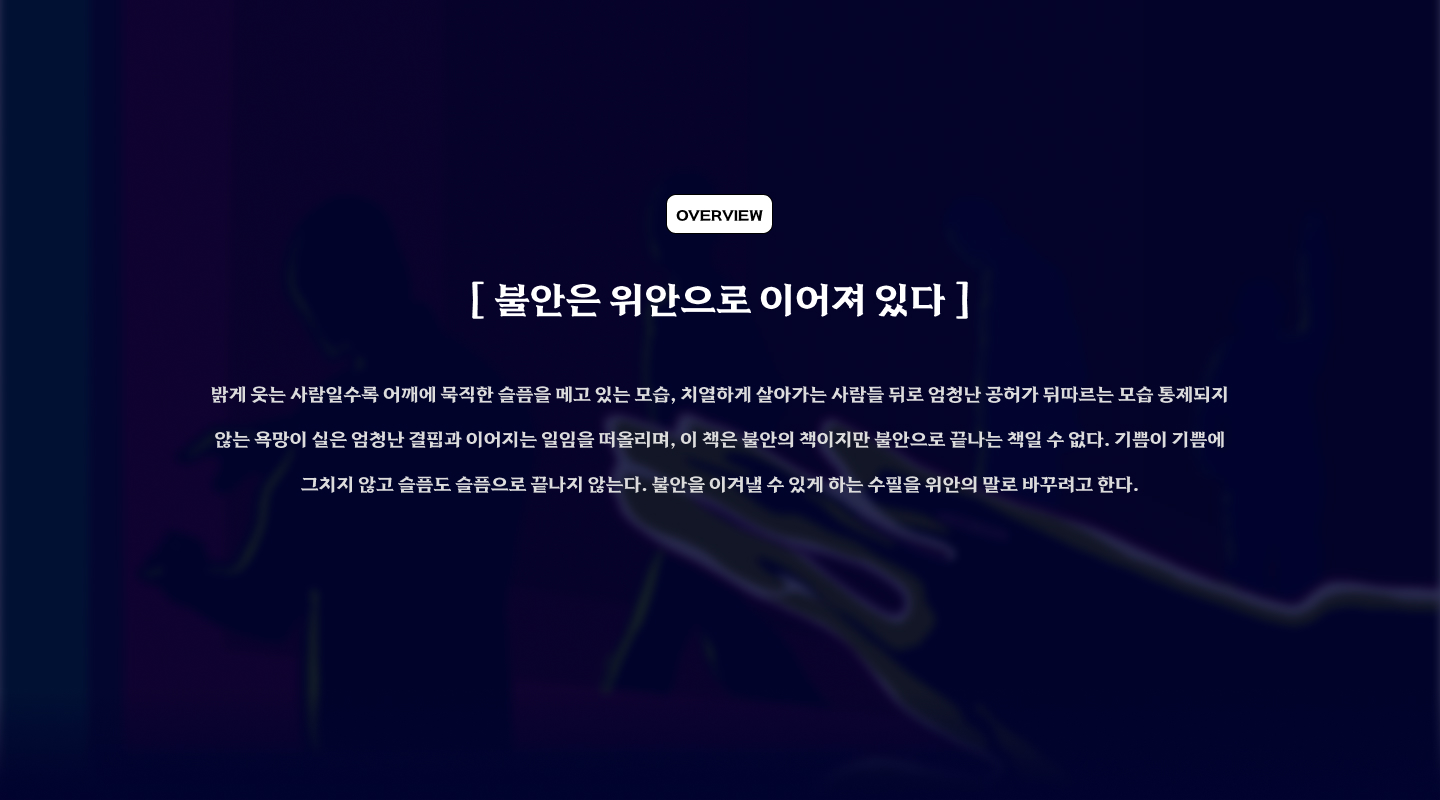 OVERVIEW
[ 불안은 위안으로 이어져 있다 ]
밝게 웃는 사람일수록 어깨에 묵직한 슬픔을 메고 있는 모습, 치열하게 살아가는 사람들 뒤로 엄청난 공허가 뒤따르는 모습 통제되지
않는 욕망이 실은 엄청난 결핍과 이어지는 일임을 떠올리며, 이 책은 불안의 책이지만 불안으로 끝나는 책일 수 없다. 기쁨이 기쁨에
그치지 않고 슬픔도 슬픔으로 끝나지 않는다. 불안을 이겨낼 수 있게 하는 수필을 위안의 말로 바꾸려고 한다.